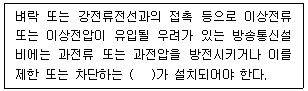 벼락 또는 강전류전선과의 접촉 등으로 이상전류
또는 이상전압이 유입될 우려가 있는 방송통신설
비에는 과전류 또는 과전압을 방전시키거나 이를
제한 또는 차단하는 (  )가 설치되어야 한다.